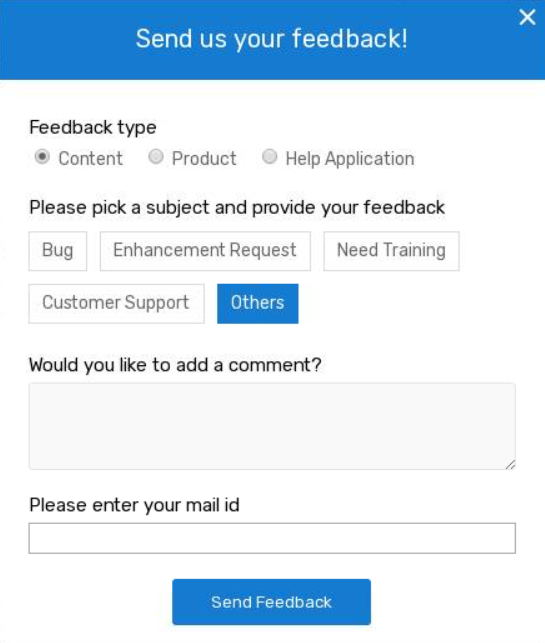 Send us your feedback!
Feedback type
Content Product Help Application
Please pick a subject and provide your feedback
Bug Enhancement Request Need Training
Customer Support Others
Would you like to add a comment?
Please enter your mail id
Send Feedback